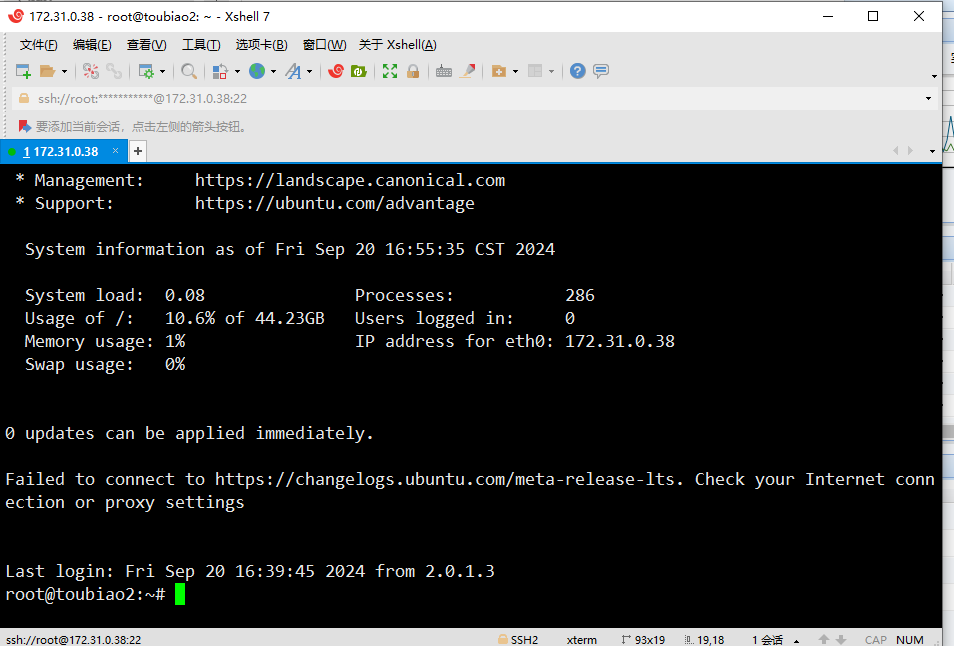 172.31.0.38 - root@toubiao2: ~ - Xshell 7
文件(F) 编辑(E) 查看(V) 工具(T) 选项卡(B) 窗口(W) 关于 Xshell(A)
ssh://root:***********@172.31.0.38:22
要添加当前会话，点击左侧的箭头按钮。
1 172.31.0.38 × +
* Management: https://landscape.canonical.com
* Support: https://ubuntu.com/advantage
System information as of Fri Sep 20 16:55:35 CST 2024
System load: 0.08 Processes: 286
Usage of /: 10.6% of 44.23GB Users logged in: 0
Memory usage: 1% IP address for eth0: 172.31.0.38
Swap usage: 0%
0 updates can be applied immediately.
Failed to connect to https://changelogs.ubuntu.com/meta-release-lts. Check your Internet conn
ection or proxy settings
Last login: Fri Sep 20 16:39:45 2024 from 2.0.1.3
root@toubiao2:~#
ssh://root@172.31.0.38:22 SSH2 xterm 93x19 19,18 1 会话 CAP NUM